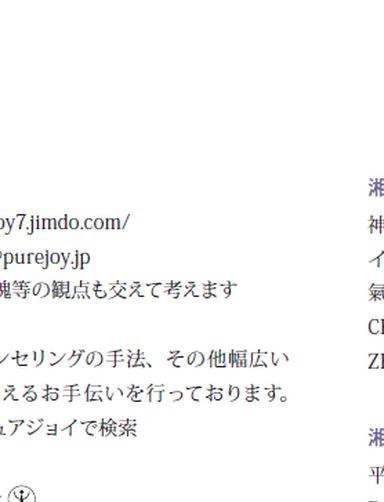 oy7.jimdo.com/
@purejoy.jp
魂等の観点も交えて考えます
ンセリングの手法、その他幅広い
えるお手伝いを行っております。
ュアジョイで検索
湘
神
イ
氣
CI
ZI
湘
平